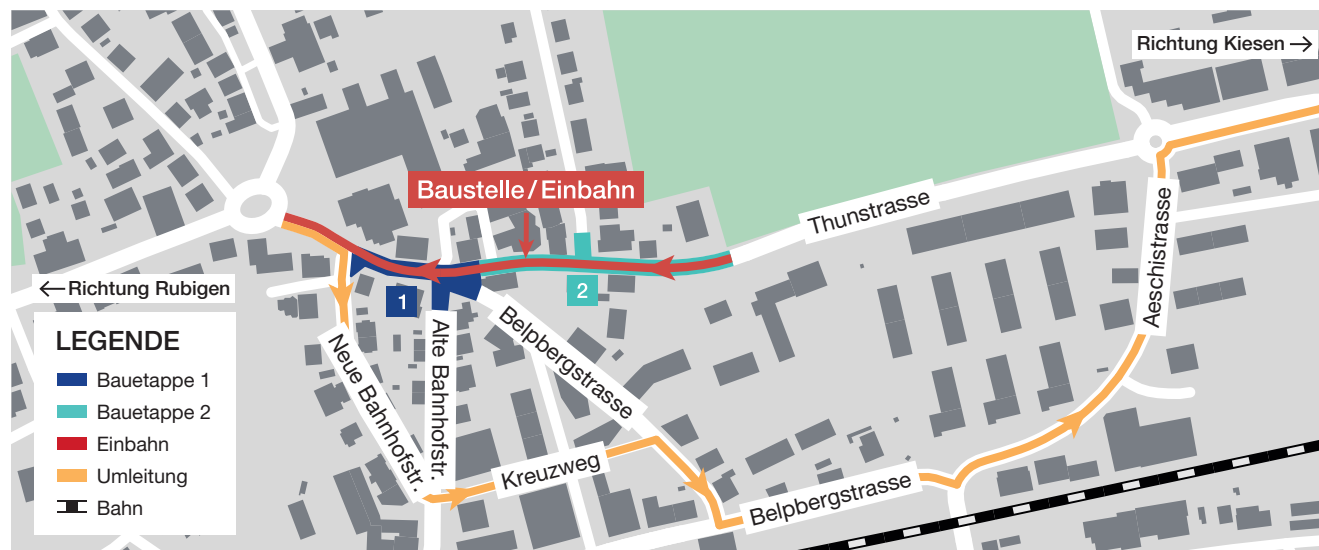 Richtung Kiesen →
Baustelle/Einbahn
Thunstrasse
Aeschistrasse
← Richtung Rubigen
1
2
Belpbergstrasse
Alte Bahnhofstr.
Neue Bahnhofstr.
Kreuzweg
Belpbergstrasse
LEGENDE
Bauetappe 1
Bauetappe 2
Einbahn
Umleitung
Bahn